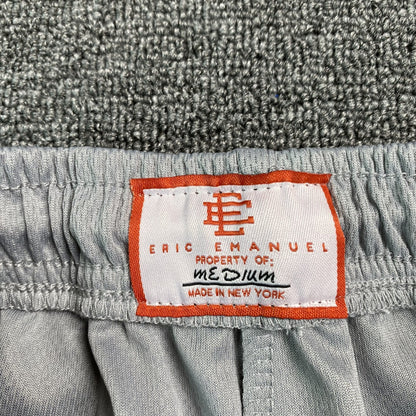 EE
ERIC EMANUEL
PROPERTY OF:
MEDIUM
MADE IN NEW YORK